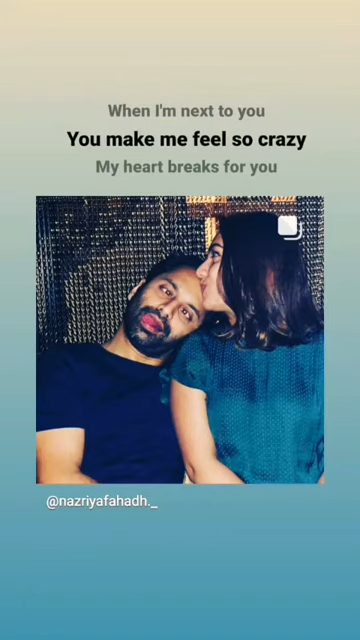 When I'm next to you
You make me feel so crazy
My heart breaks for you
@nazriyafahadh._